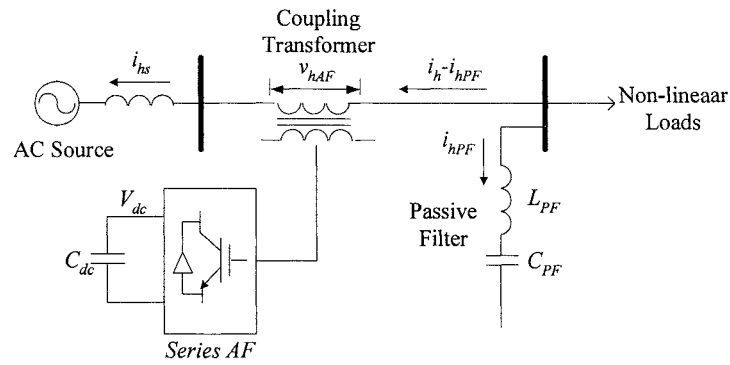 Coupling
Transformer
i_hs
v_hAF
i_h-i_hPF
Non-lineaar
Loads
AC Source
i_hPF
L_PF
Passive
Filter
C_PF
V_dc
C_dc
Series AF